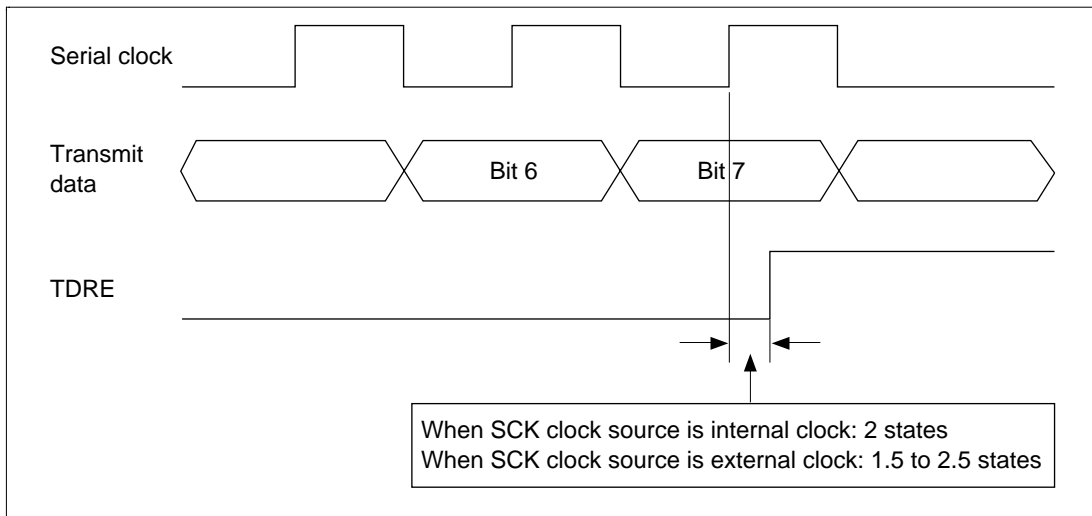 Serial clock
Transmit
data
Bit 6
Bit 7
TDRE
When SCK clock source is internal clock: 2 states
When SCK clock source is external clock: 1.5 to 2.5 states